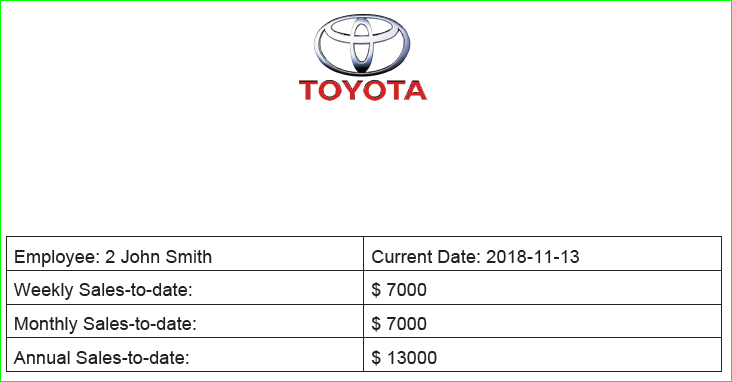 TOYOTA
Employee: 2 John Smith Current Date: 2018-11-13
Weekly Sales-to-date: $ 7000
Monthly Sales-to-date: $ 7000
Annual Sales-to-date: $ 13000